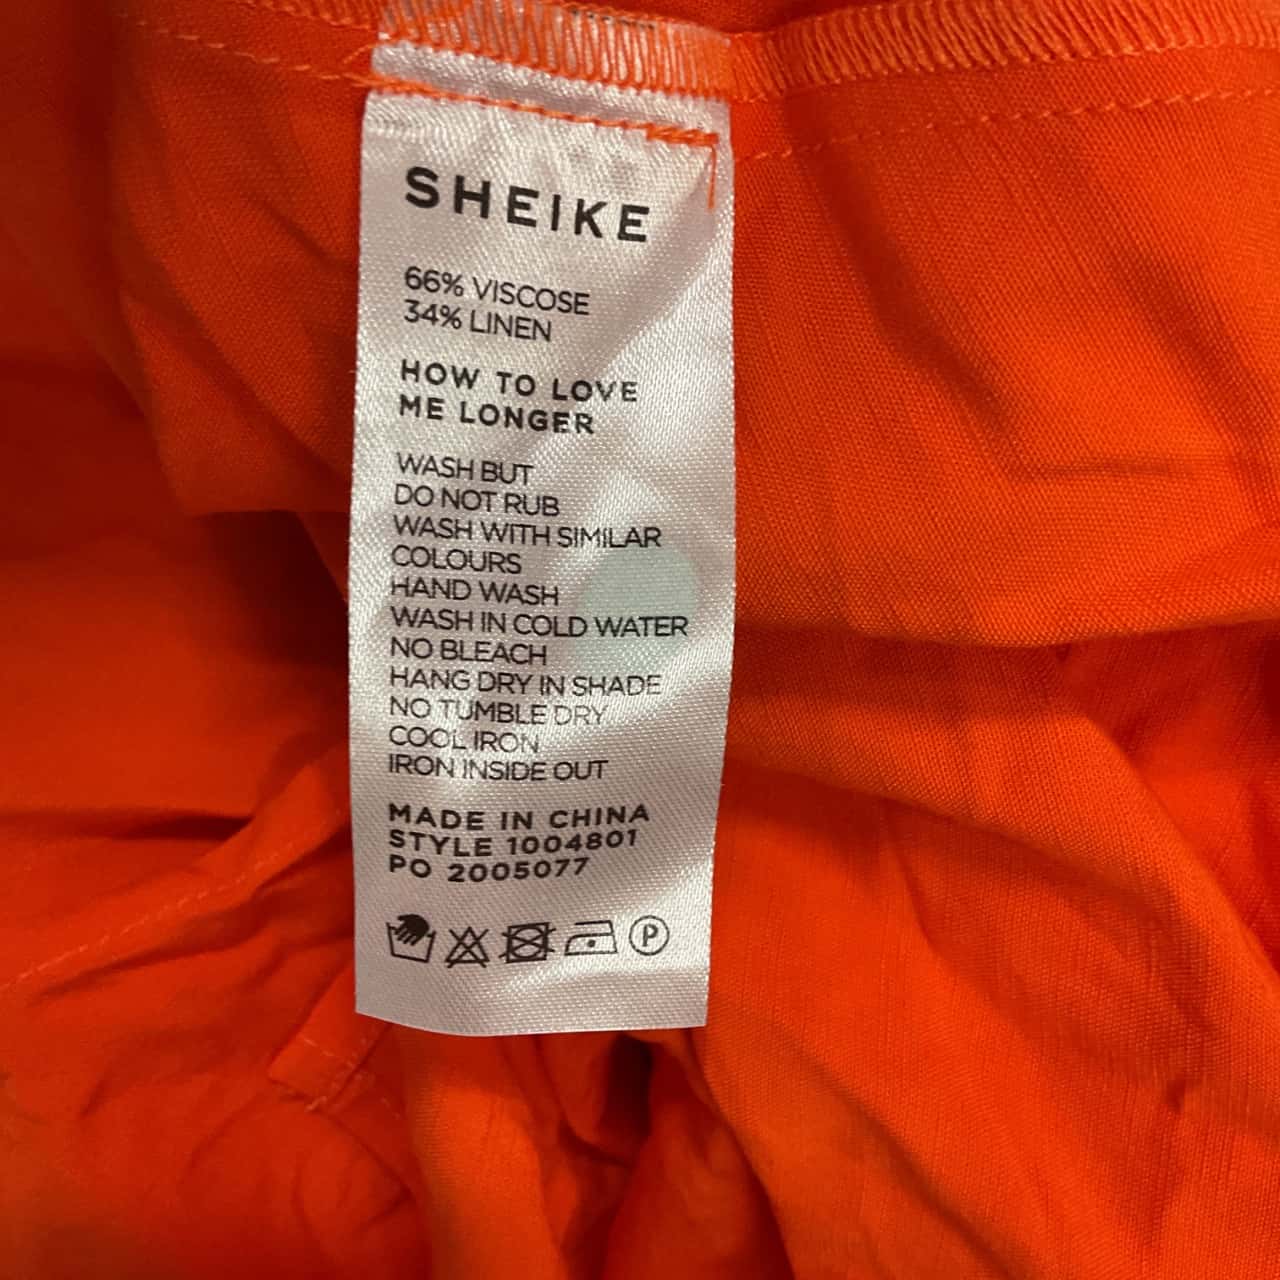 SHEIKE
66% VISCOSE
34% LINEN
HOW TO LOVE
ME LONGER
WASH BUT
DO NOT RUB
WASH WITH SIMILAR
COLOURS
HAND WASH
WASH IN COLD WATER
NO BLEACH
HANG DRY IN SHADE
NO TUMBLE DRY
COOL IRON
IRON INSIDE OUT
MADE IN CHINA
STYLE 1004801
PO 2005077
P